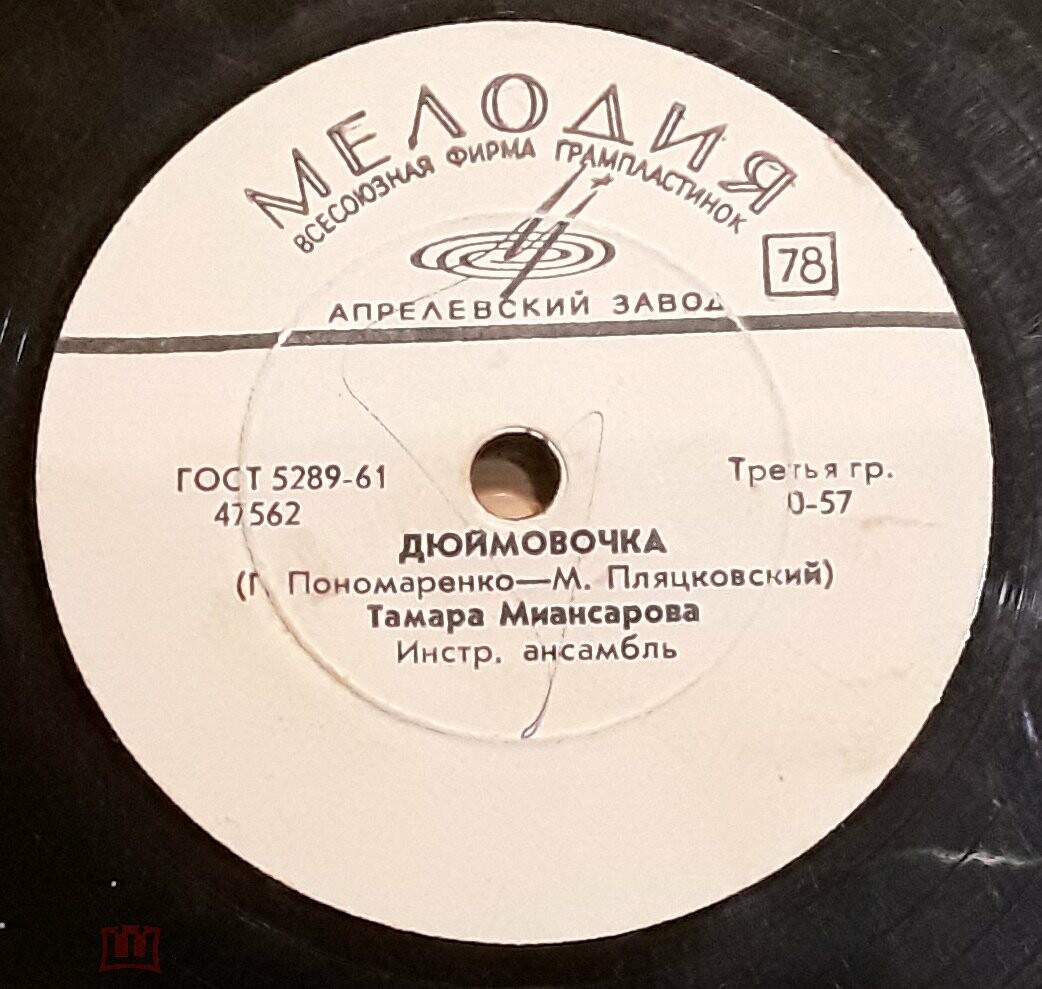 МЕЛОДИЯ
ВСЕСОЮЗНАЯ ФИРМА ГРАМПЛАСТИНОК
78
АПРЕЛЕВСКИЙ ЗАВОД
ГОСТ 5289-61
47562
Третья гр.
0-57
ДЮЙМОВОЧКА
(Г. Пономаренко—М. Пляцковский)
Тамара Миансарова
Инстр. ансамбль